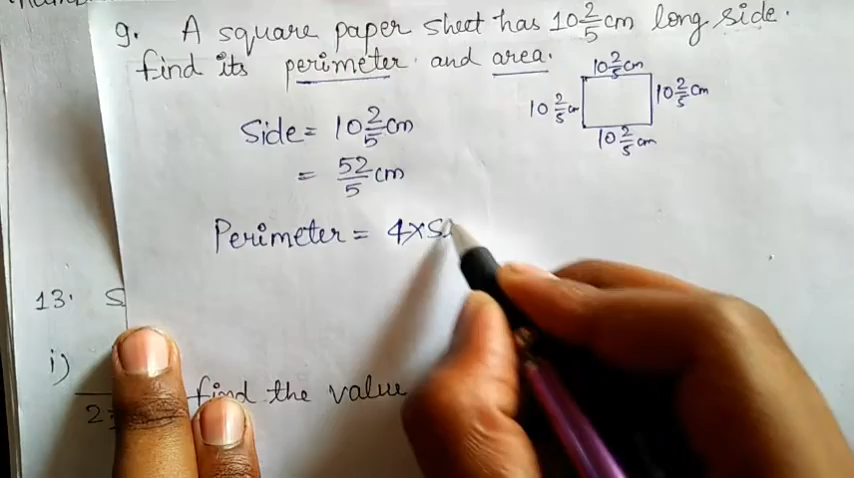 9. A square paper sheet has 10 2/5 cm long side.
find its perimeter and area.
10 2/5 cm
10 2/5 cm
10 2/5 cm
10 2/5 cm
Side = 10 2/5 cm
= 52/5 cm
Perimeter = 4×
13. S
i)
find the value
2